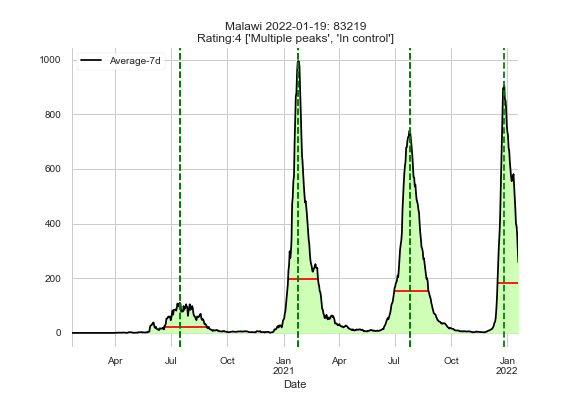 Malawi 2022-01-19: 83219
Rating:4 ['Multiple peaks', 'In control']
Average-7d
1000
800
600
400
200
0
Apr
Jul
Oct
Jan
2021
Apr
Jul
Oct
Jan
2022
Date